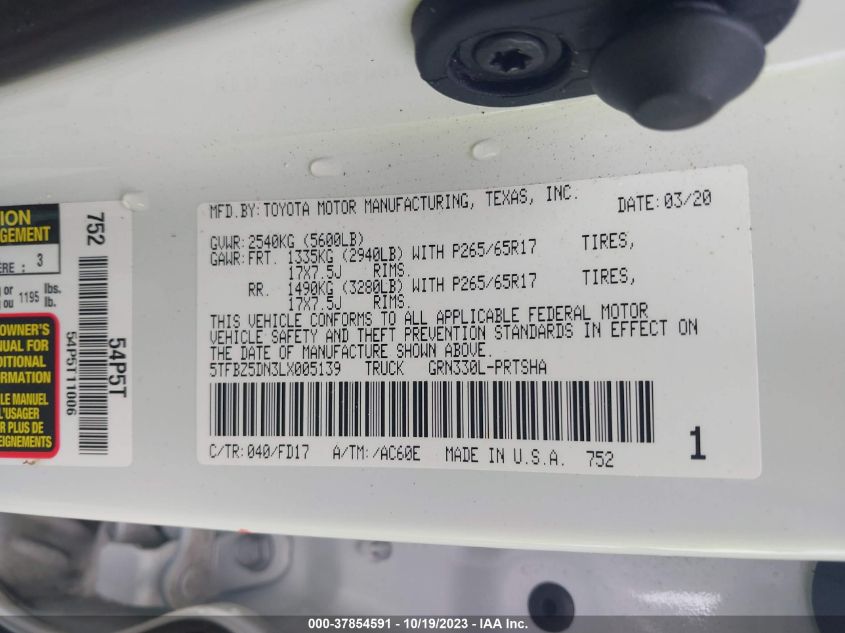 MFD.BY:TOYOTA MOTOR MANUFACTURING, TEXAS, INC. DATE:03/20
GVWR:2540KG (5600LB)
GAWR:FRT. 1335KG (2940LB) WITH P265/65R17 TIRES,
17X7.5J RIMS.
RR. 1490KG (3280LB) WITH P265/65R17 TIRES,
17X7.5J RIMS.
THIS VEHICLE CONFORMS TO ALL APPLICABLE FEDERAL MOTOR
VEHICLE SAFETY AND THEFT PREVENTION STANDARDS IN EFFECT ON
THE DATE OF MANUFACTURE SHOWN ABOVE.
5TFBZ5DN3LX005139 TRUCK GRN330L-PRTSHA
C/TR:040/FD17 A/TM:/AC60E MADE IN U.S.A. 752 1
ION
GEMENT
ÈRE : 3
or
ou 1195 lbs.
lb.
OWNER'S
NUAL FOR
DITIONAL
FORMATION
LE MANUEL
L'USAGER
R PLUS DE
EIGNEMENTS
752
54P5T
54P5T11006
000-37854591 - 10/19/2023 - IAA Inc.